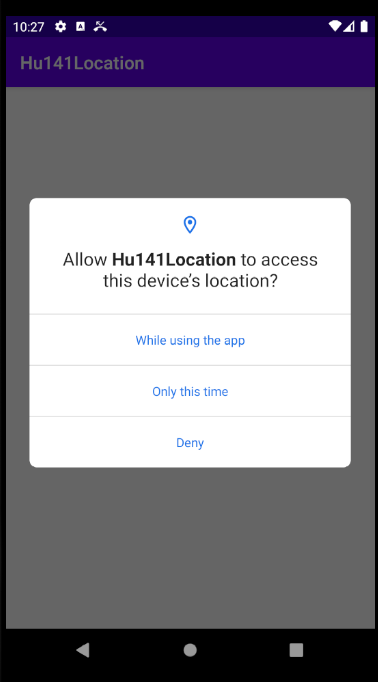 10:27
Hu141Location
Allow Hu141Location to access
this device’s location?
While using the app
Only this time
Deny